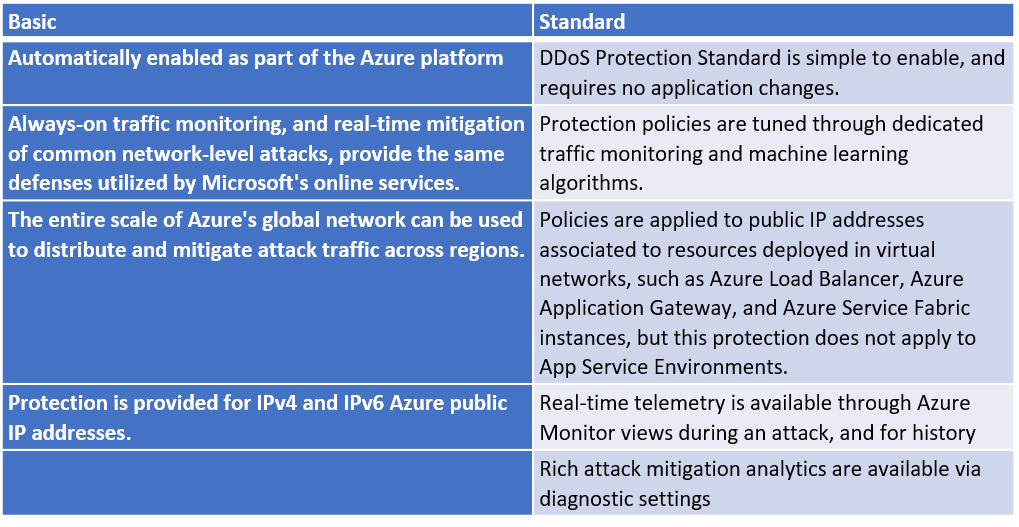 Basic
Standard
Automatically enabled as part of the Azure platform
DDoS Protection Standard is simple to enable, and
requires no application changes.
Always-on traffic monitoring, and real-time mitigation
of common network-level attacks, provide the same
defenses utilized by Microsoft's online services.
Protection policies are tuned through dedicated
traffic monitoring and machine learning
algorithms.
The entire scale of Azure's global network can be used
to distribute and mitigate attack traffic across regions.
Policies are applied to public IP addresses
associated to resources deployed in virtual
networks, such as Azure Load Balancer, Azure
Application Gateway, and Azure Service Fabric
instances, but this protection does not apply to
App Service Environments.
Protection is provided for IPv4 and IPv6 Azure public
IP addresses.
Real-time telemetry is available through Azure
Monitor views during an attack, and for history
Rich attack mitigation analytics are available via
diagnostic settings